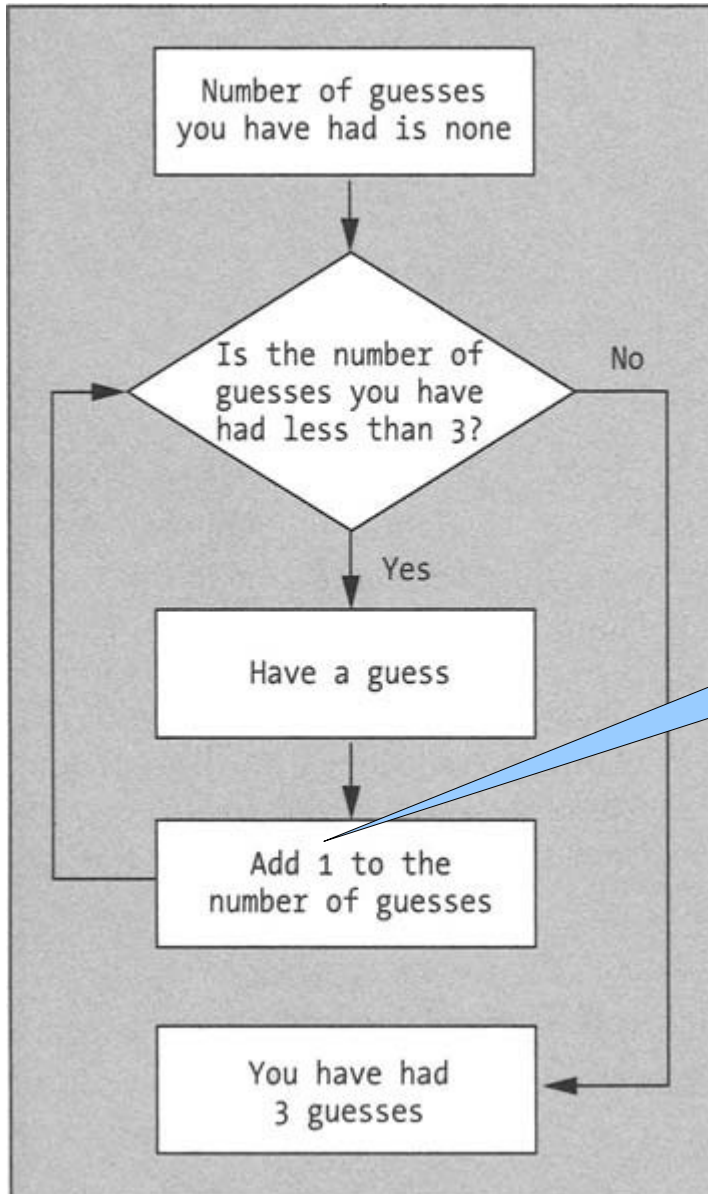 Number of guesses
you have had is none
Is the number of
guesses you have
had less than 3?
No
Yes
Have a guess
Add 1 to the
number of guesses
You have had
3 guesses